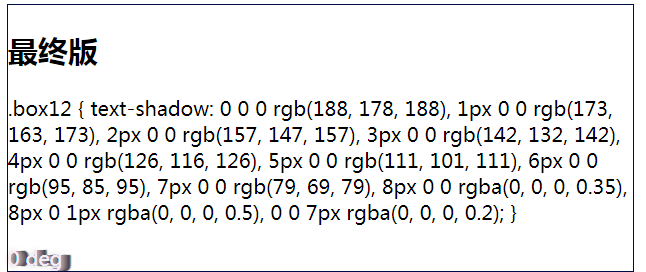 最终版
.box12 { text-shadow: 0 0 0 rgb(188, 178, 188), 1px 0 0 rgb(173,
163, 173), 2px 0 0 rgb(157, 147, 157), 3px 0 0 rgb(142, 132, 142),
4px 0 0 rgb(126, 116, 126), 5px 0 0 rgb(111, 101, 111), 6px 0 0
rgb(95, 85, 95), 7px 0 0 rgb(79, 69, 79), 8px 0 0 rgba(0, 0, 0, 0.35),
8px 0 1px rgba(0, 0, 0, 0.5), 0 0 7px rgba(0, 0, 0, 0.2); }
0 deg